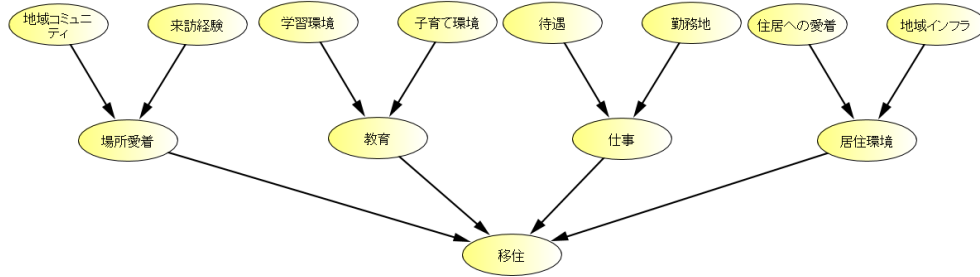 地域コミュニ
ティ
来訪経験
学習環境
子育て環境
待遇
勤務地
住居への愛着
地域インフラ
場所愛着
教育
仕事
居住環境
移住